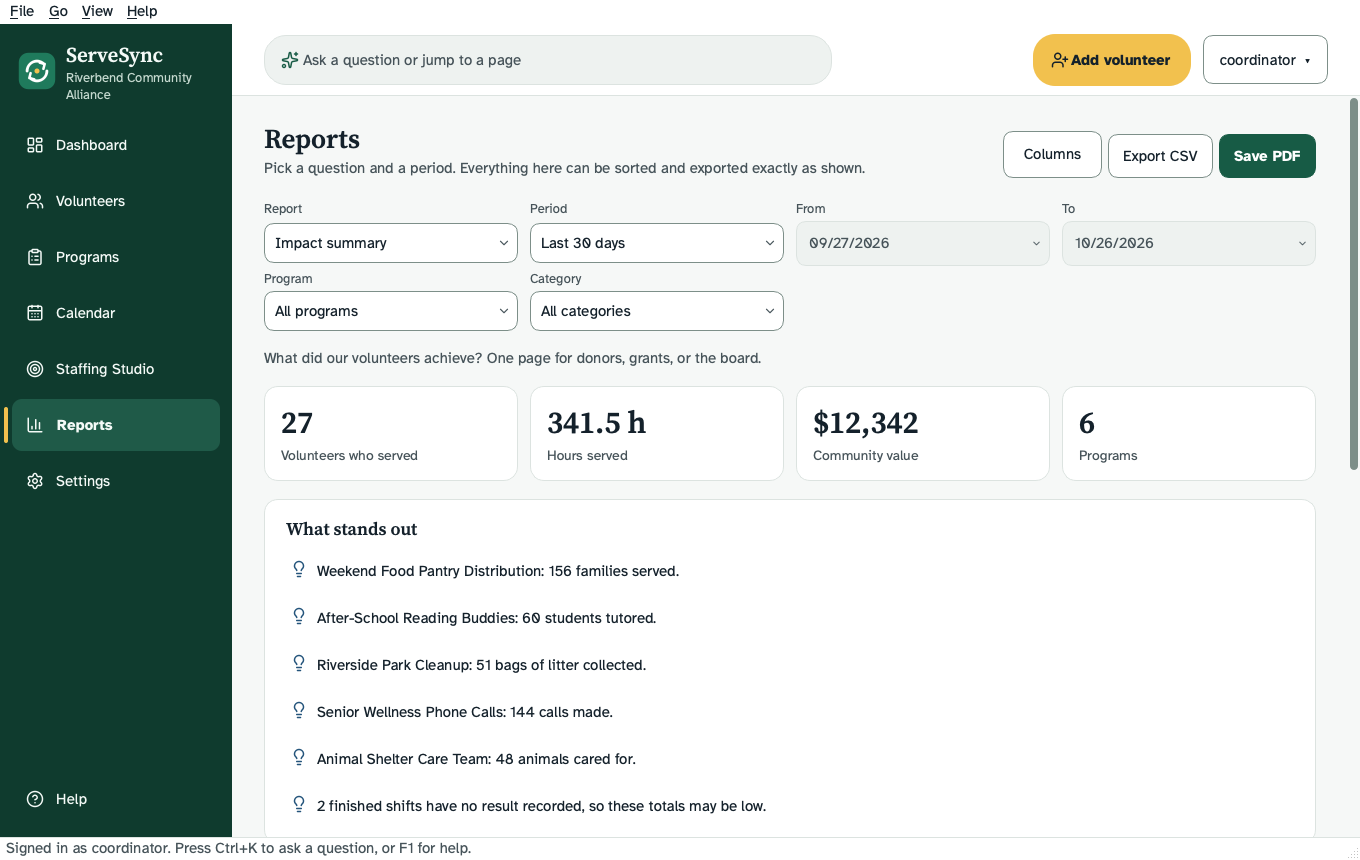 File Go View Help
ServeSync
Riverbend Community
Alliance
Dashboard
Volunteers
Programs
Calendar
Staffing Studio
Reports
Settings
Help
Ask a question or jump to a page
Add volunteer
coordinator
Reports
Pick a question and a period. Everything here can be sorted and exported exactly as shown.
Columns
Export CSV
Save PDF
Report
Impact summary
Period
Last 30 days
From
09/27/2026
To
10/26/2026
Program
All programs
Category
All categories
What did our volunteers achieve? One page for donors, grants, or the board.
27
Volunteers who served
341.5 h
Hours served
$12,342
Community value
6
Programs
What stands out
Weekend Food Pantry Distribution: 156 families served.
After-School Reading Buddies: 60 students tutored.
Riverside Park Cleanup: 51 bags of litter collected.
Senior Wellness Phone Calls: 144 calls made.
Animal Shelter Care Team: 48 animals cared for.
2 finished shifts have no result recorded, so these totals may be low.
Signed in as coordinator. Press Ctrl+K to ask a question, or F1 for help.